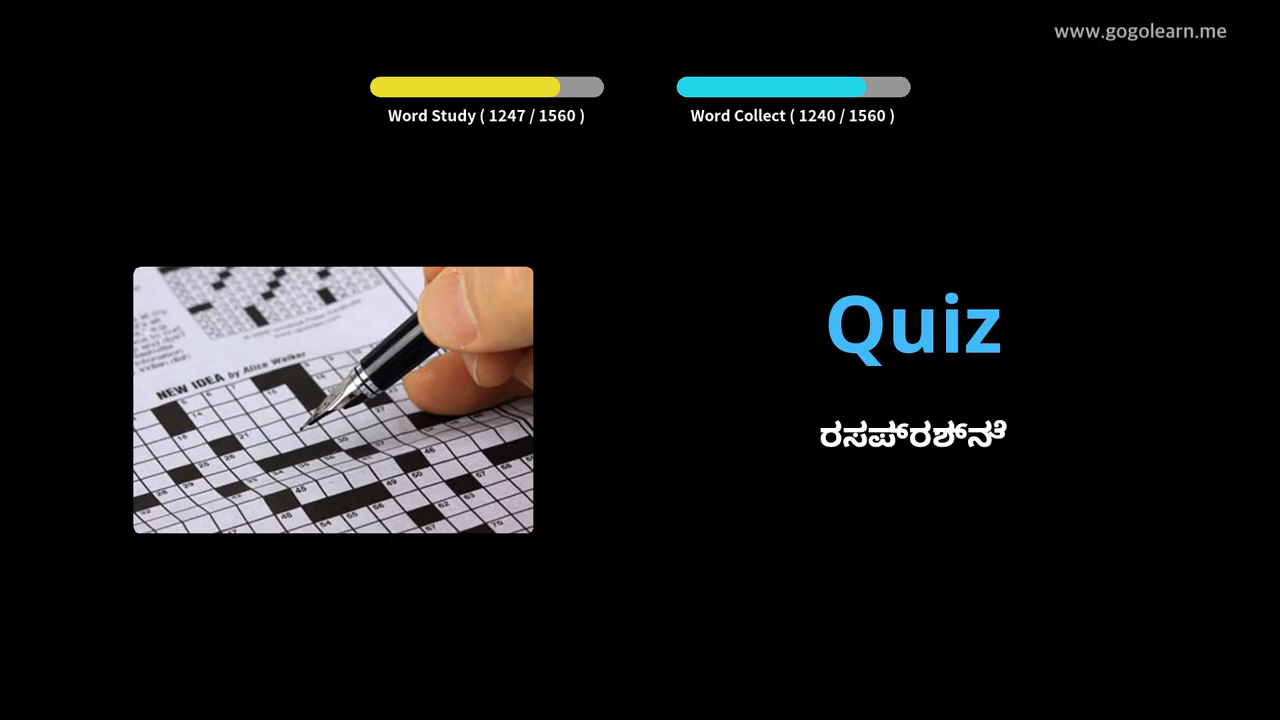 www.gogolearn.me
Word Study ( 1247 / 1560 )
Word Collect ( 1240 / 1560 )
Quiz
ರಸಪ್‌ರಶ್‌ನೆ
NEW IDEA by Alice Walker